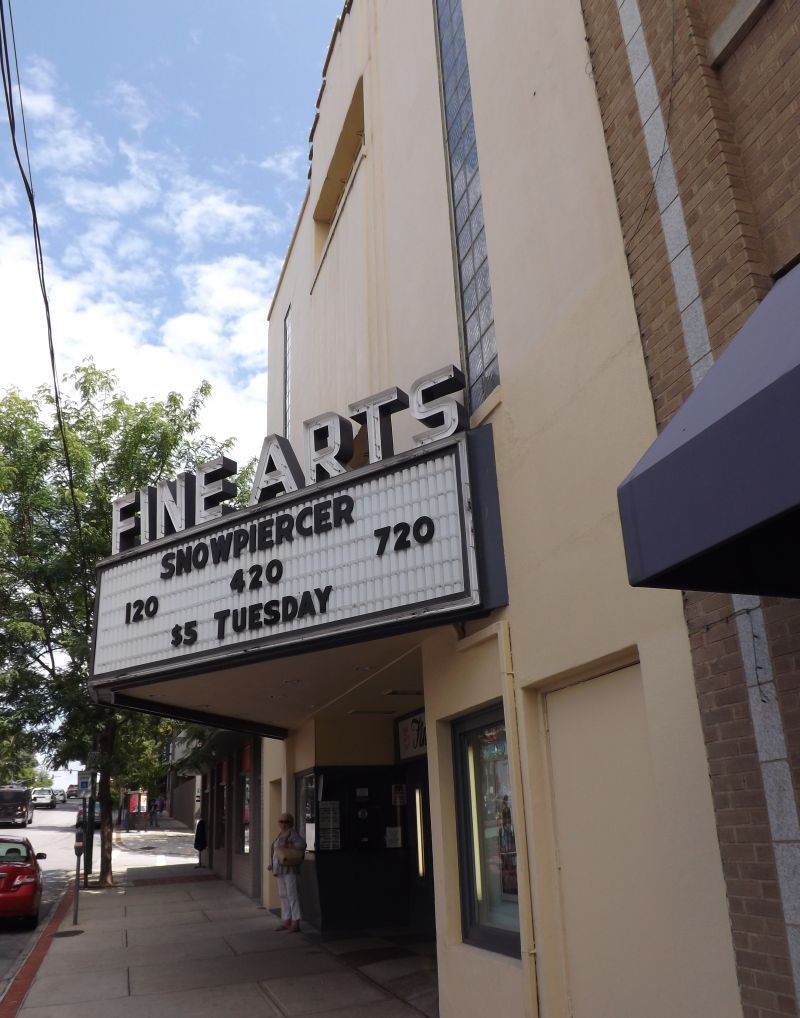 FINE ARTS
SNOWPIERCER
120 420 720
$5 TUESDAY